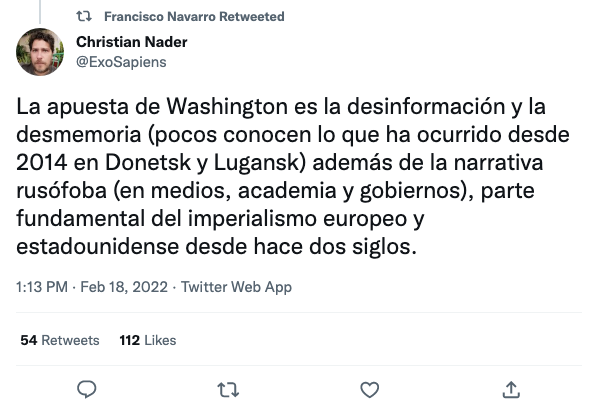 Francisco Navarro Retweeted
Christian Nader
@ExoSapiens
La apuesta de Washington es la desinformación y la
desmemoria (pocos conocen lo que ha ocurrido desde
2014 en Donetsk y Lugansk) además de la narrativa
rusófoba (en medios, academia y gobiernos), parte
fundamental del imperialismo europeo y
estadounidense desde hace dos siglos.
1:13 PM · Feb 18, 2022 · Twitter Web App
54 Retweets 112 Likes